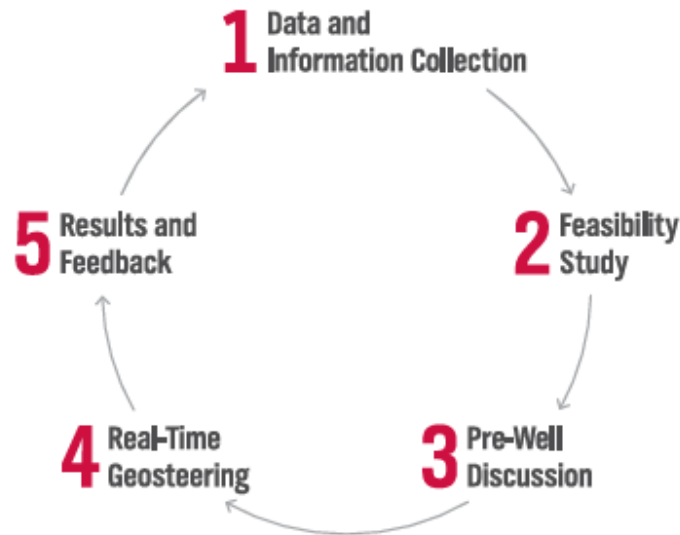 1 Data and
Information Collection
2 Feasibility
Study
3 Pre-Well
Discussion
4 Real-Time
Geosteering
5 Results and
Feedback